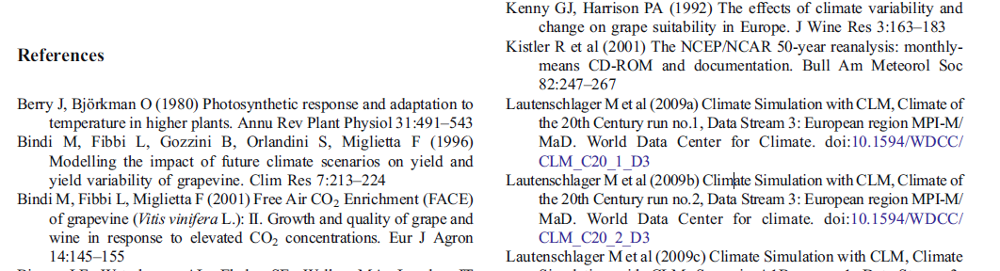 References
Berry J, Björkman O (1980) Photosynthetic response and adaptation to
temperature in higher plants. Annu Rev Plant Physiol 31:491–543
Bindi M, Fibbi L, Gozzini B, Orlandini S, Miglietta F (1996)
Modelling the impact of future climate scenarios on yield and
yield variability of grapevine. Clim Res 7:213–224
Bindi M, Fibbi L, Miglietta F (2001) Free Air CO2 Enrichment (FACE)
of grapevine (Vitis vinifera L.): II. Growth and quality of grape and
wine in response to elevated CO2 concentrations. Eur J Agron
14:145–155
Kenny GJ, Harrison PA (1992) The effects of climate variability and
change on grape suitability in Europe. J Wine Res 3:163–183
Kistler R et al (2001) The NCEP/NCAR 50-year reanalysis: monthly-
means CD-ROM and documentation. Bull Am Meteorol Soc
82:247–267
Lautenschlager M et al (2009a) Climate Simulation with CLM, Climate of
the 20th Century run no.1, Data Stream 3: European region MPI-M/
MaD. World Data Center for Climate. doi:10.1594/WDCC/
CLM_C20_1_D3
Lautenschlager M et al (2009b) Climate Simulation with CLM, Climate of
the 20th Century run no.2, Data Stream 3: European region MPI-M/
MaD. World Data Center for climate. doi:10.1594/WDCC/
CLM_C20_2_D3
Lautenschlager M et al (2009c) Climate Simulation with CLM, Climate